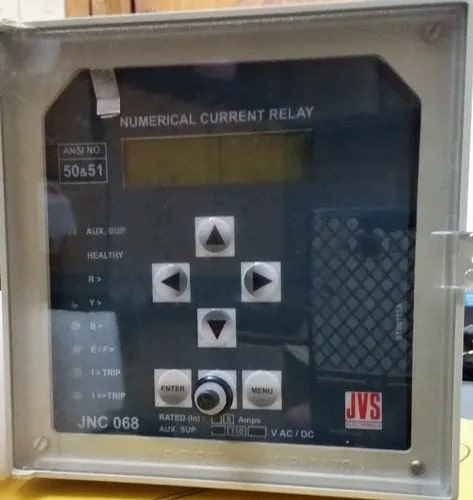 NUMERICAL CURRENT RELAY
ANSI NO.
50&51
AUX. SUP.
HEALTHY
R >
Y >
B >
E / F >
I > TRIP
I >> TRIP
ENTER
MENU
JNC 068
RATED (In) 5 Amps
AUX. SUP. 110 V AC / DC
JVS